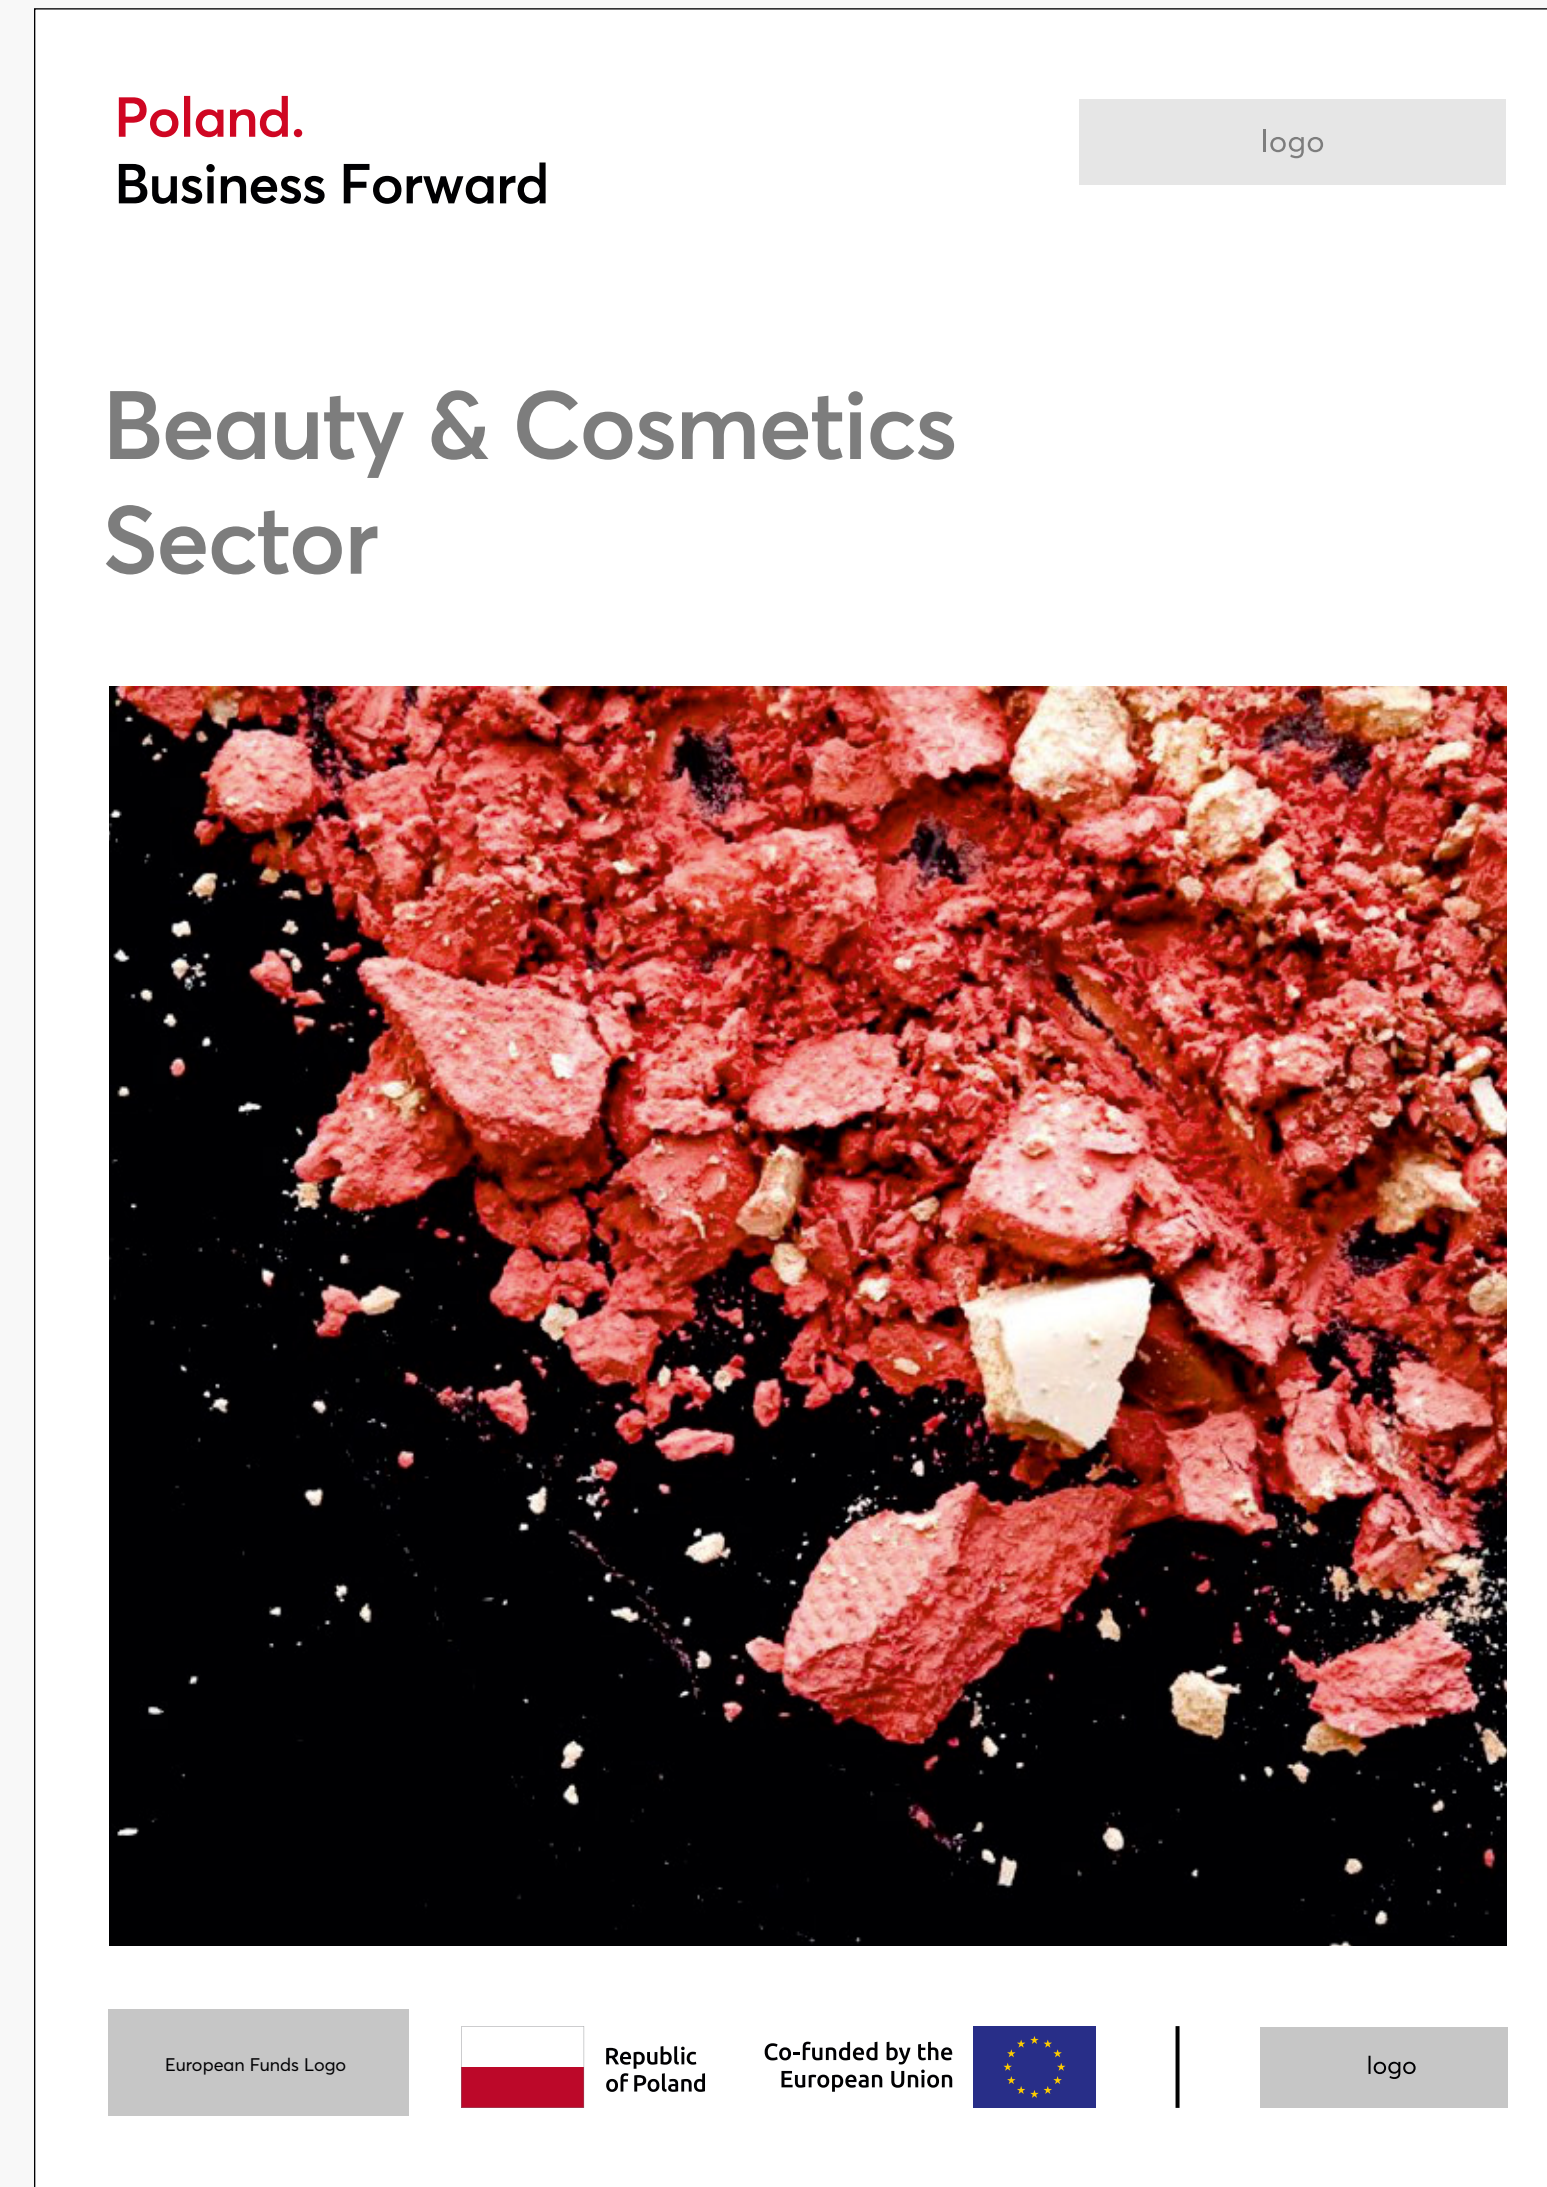 Poland.
Business Forward
logo
Beauty & Cosmetics
Sector
European Funds Logo
Republic
of Poland
Co-funded by the
European Union
logo